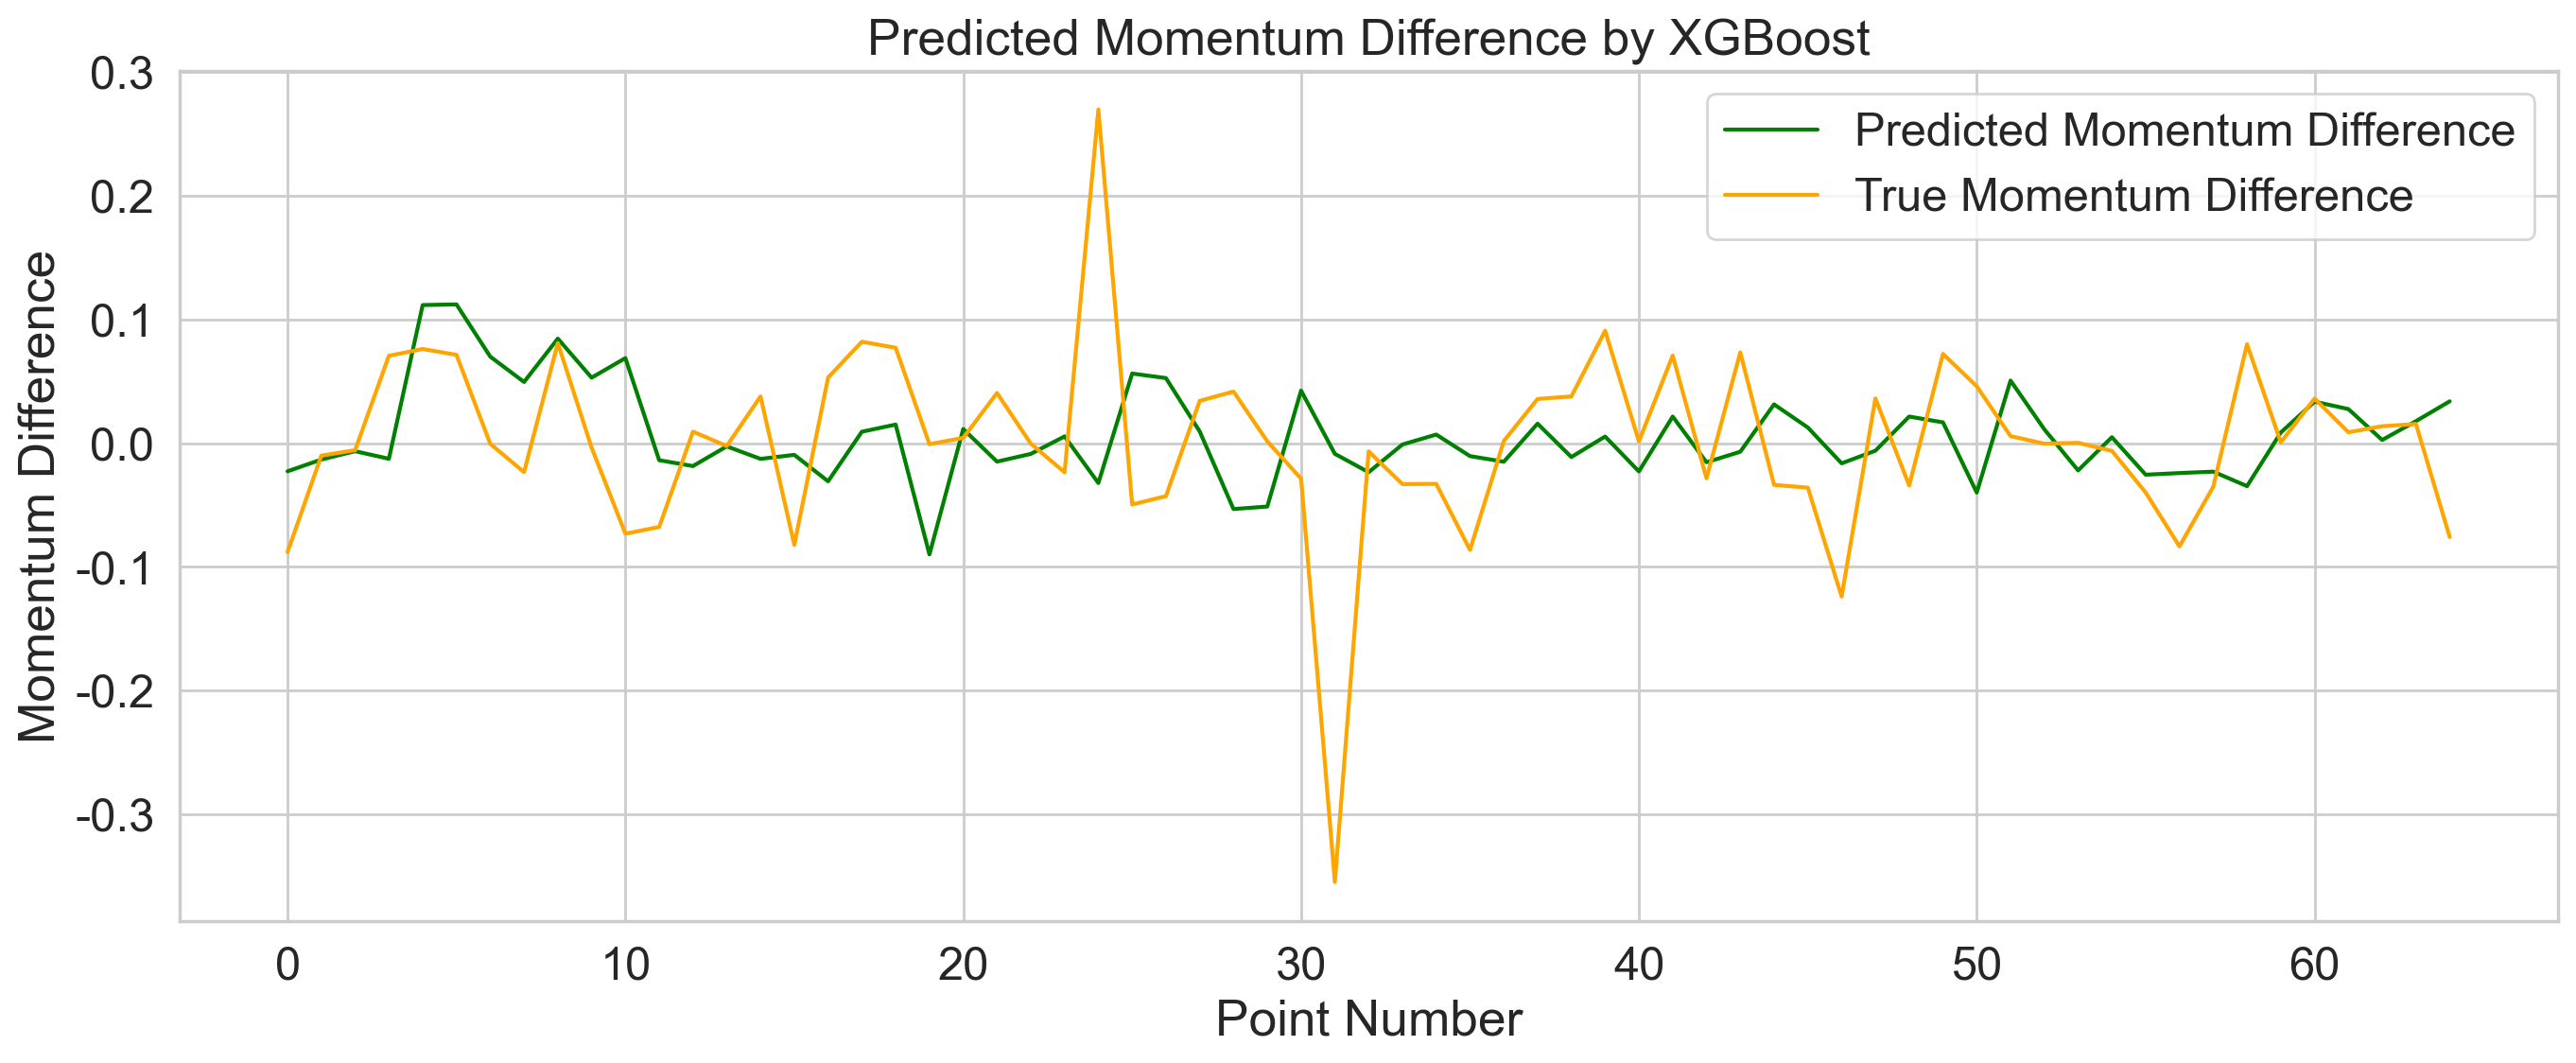 Predicted Momentum Difference by XGBoost
0.3
0.2
0.1
0.0
-0.1
-0.2
-0.3
Momentum Difference
Predicted Momentum Difference
True Momentum Difference
0 10 20 30 40 50 60
Point Number